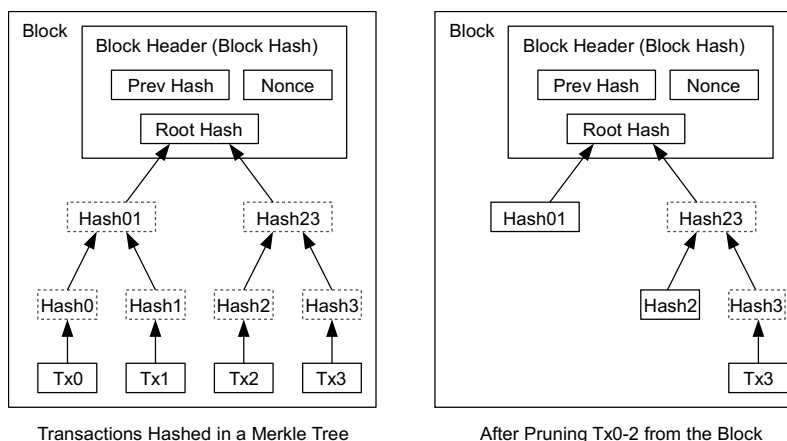 Block
Block Header (Block Hash)
Prev Hash
Nonce
Root Hash
Hash01
Hash23
Hash0
Hash1
Hash2
Hash3
Tx0
Tx1
Tx2
Tx3
Transactions Hashed in a Merkle Tree
Block
Block Header (Block Hash)
Prev Hash
Nonce
Root Hash
Hash01
Hash23
Hash2
Hash3
Tx3
After Pruning Tx0-2 from the Block